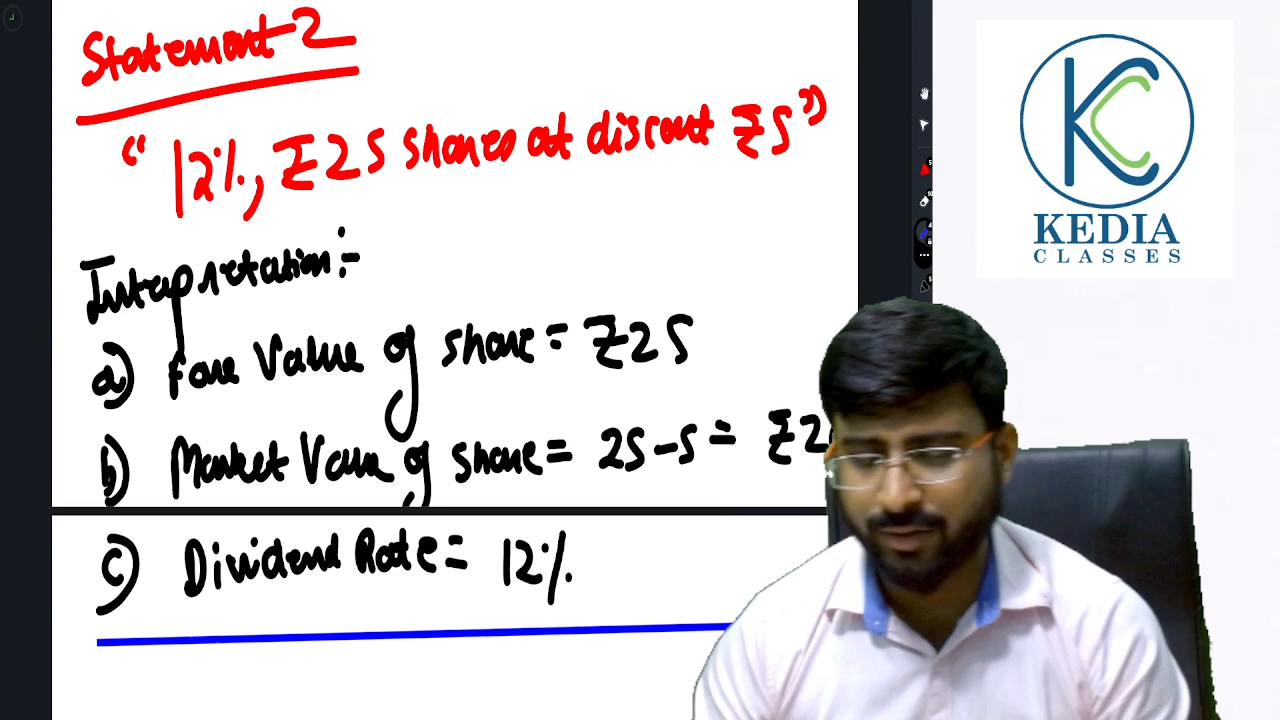 Statement-2
“12%, ₹25 shares at discount ₹5”
Interpretation:-
a) Face Value of share = ₹25
b) Market Value of share = 25-5 = ₹2
c) Dividend Rate = 12%
KEDIA
CLASSES